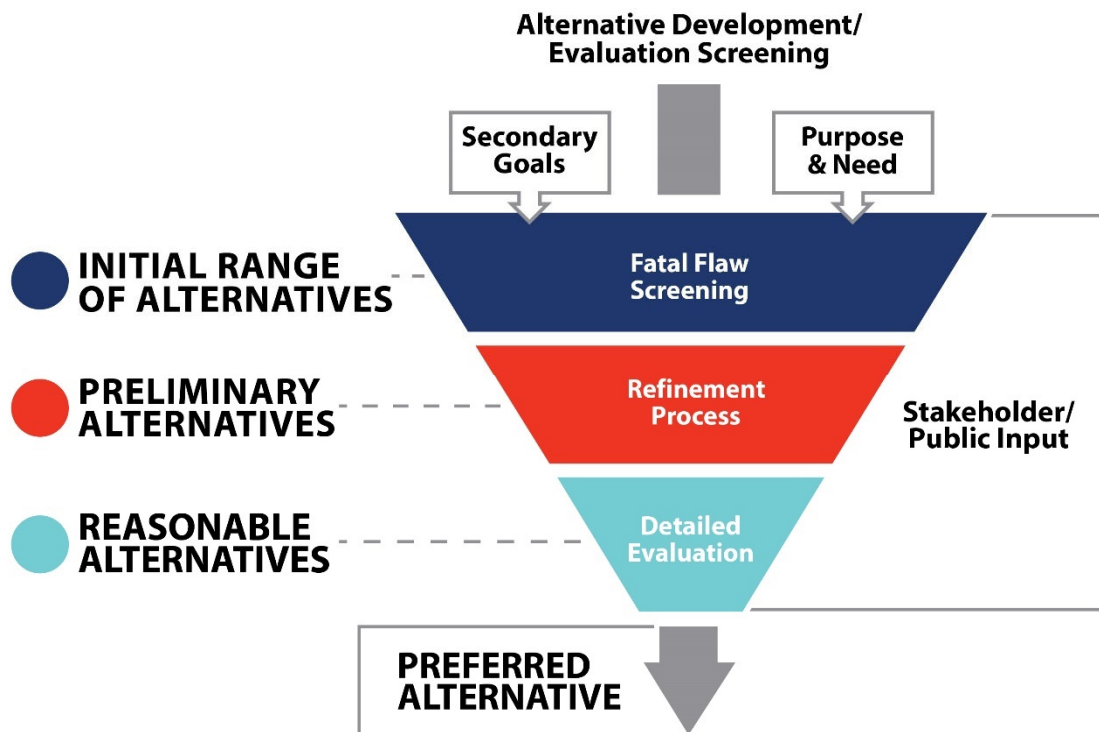 Alternative Development/
Evaluation Screening
Secondary
Goals
Purpose
& Need
INITIAL RANGE
OF ALTERNATIVES
Fatal Flaw
Screening
PRELIMINARY
ALTERNATIVES
Refinement
Process
Stakeholder/
Public Input
REASONABLE
ALTERNATIVES
Detailed
Evaluation
PREFERRED
ALTERNATIVE